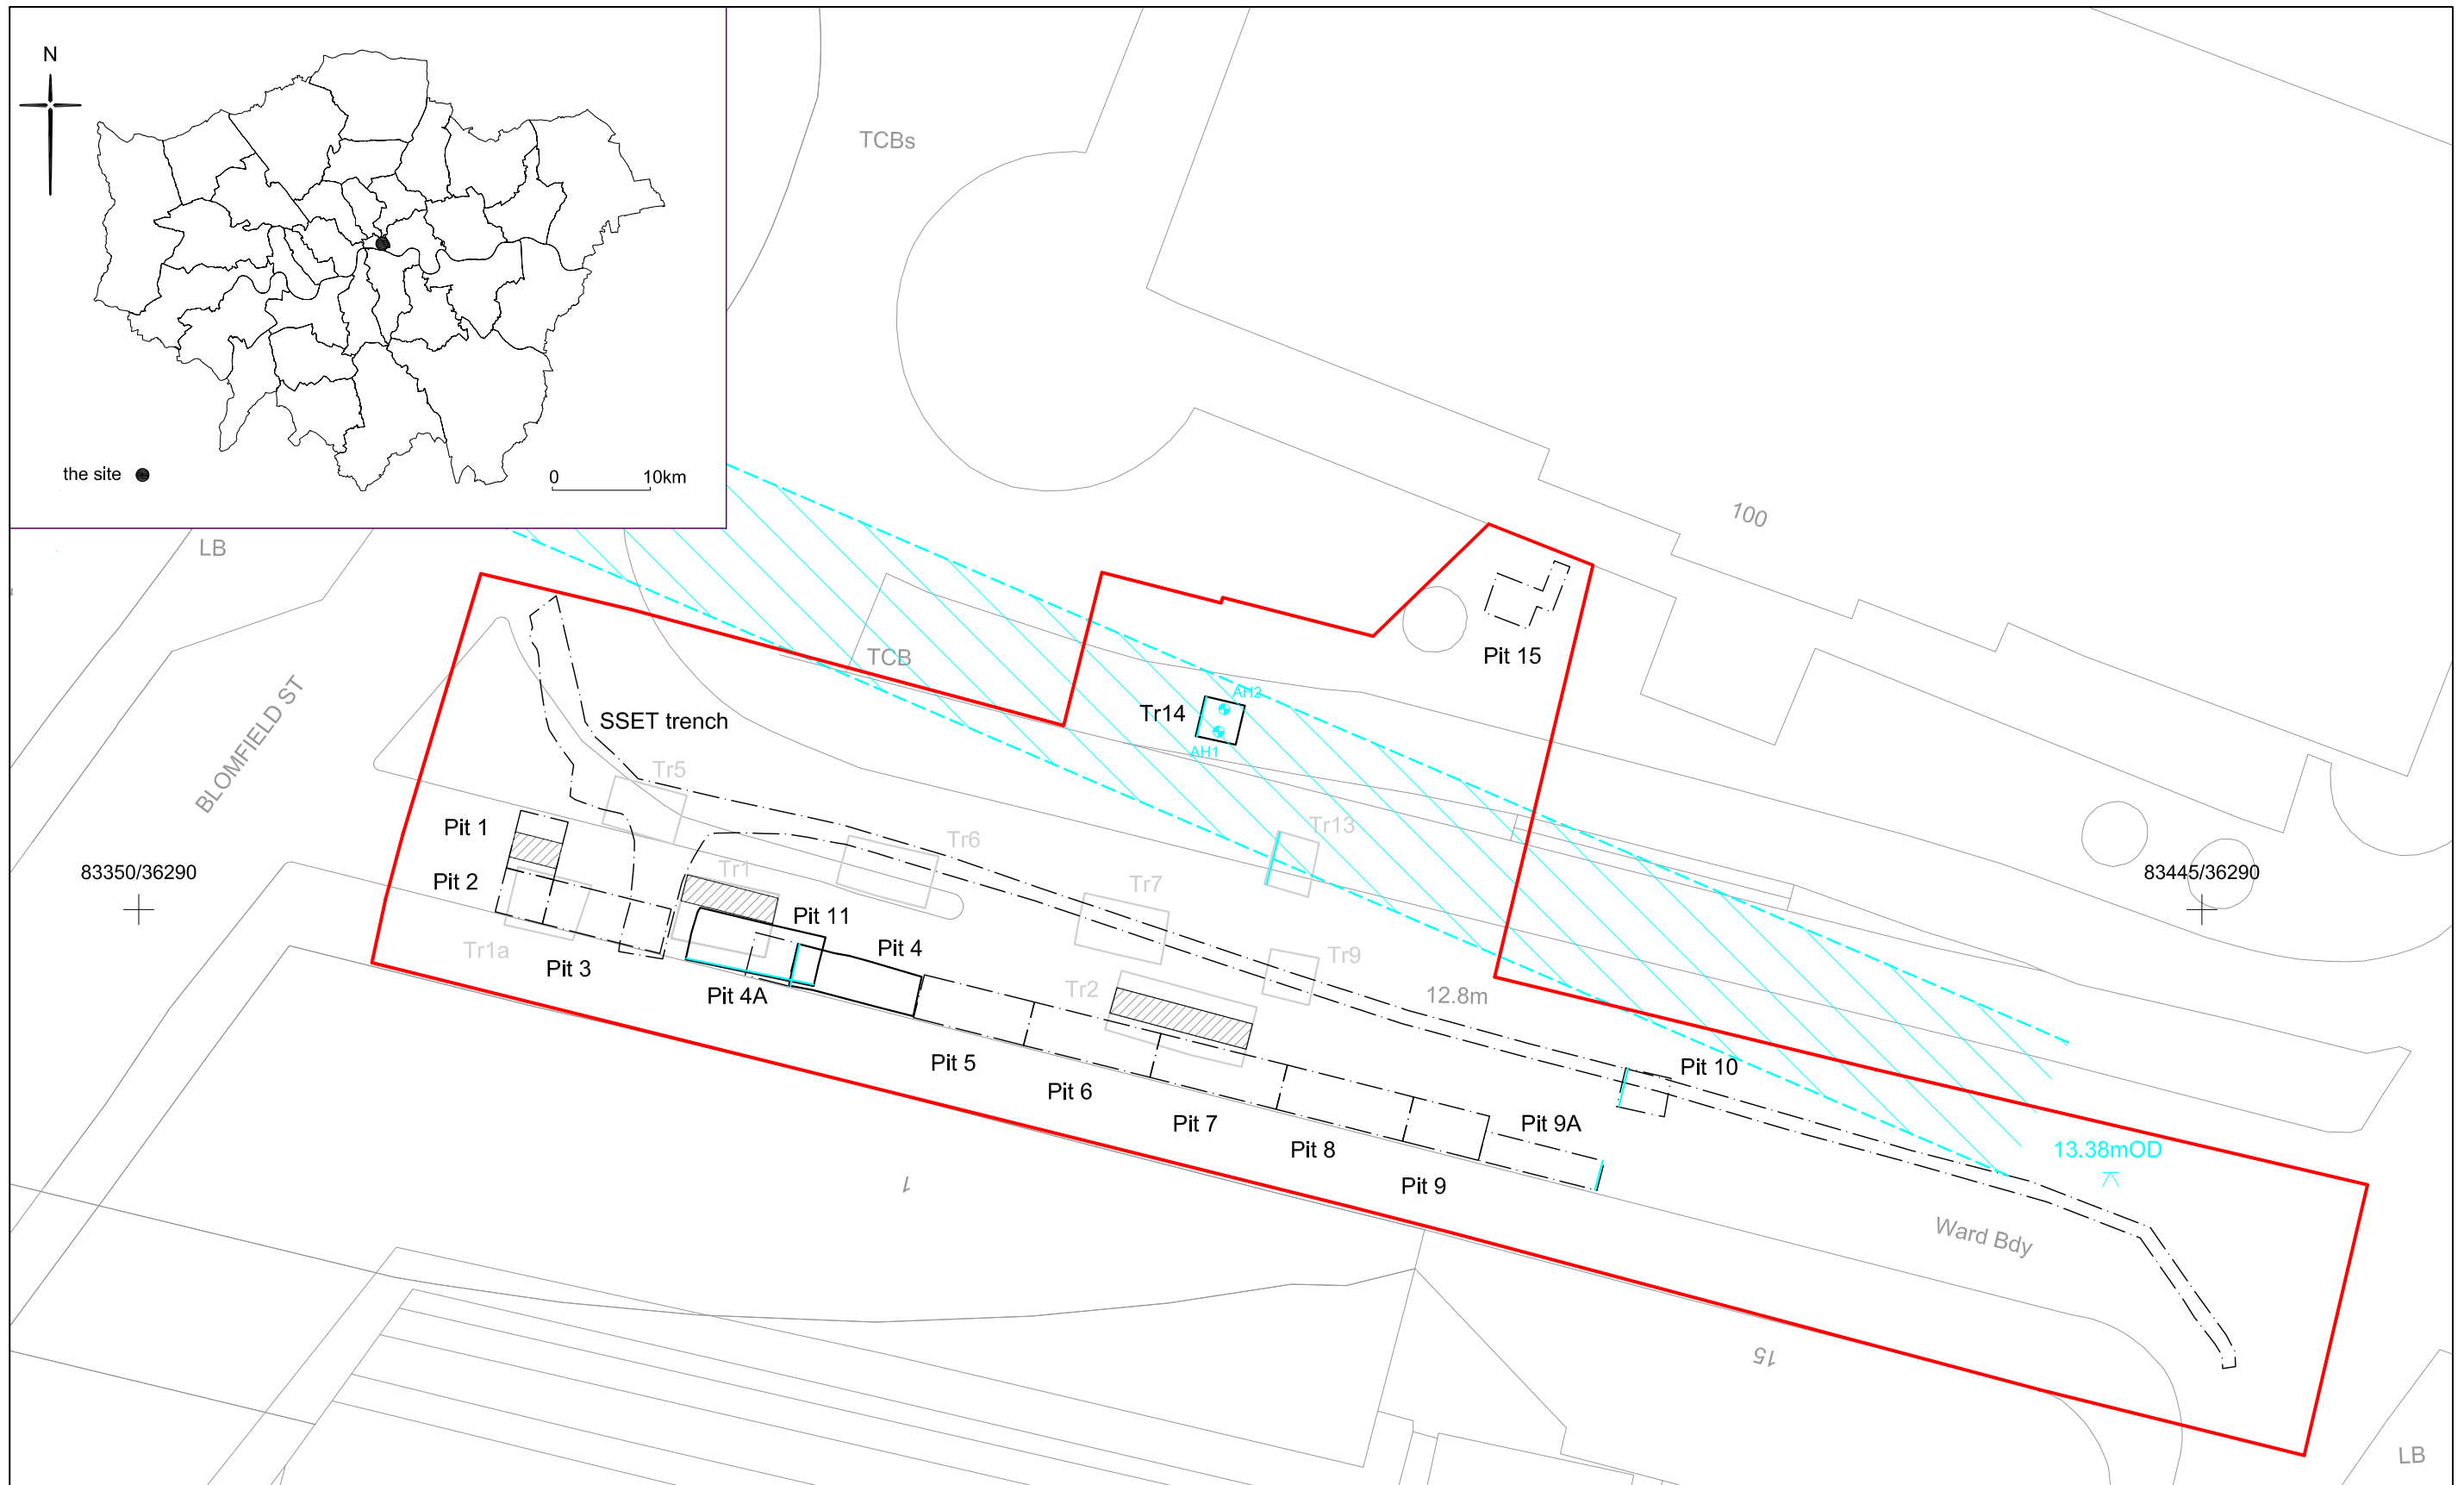 N
the site
0 10km
TCBs
100
LB
TCB
Pit 15
AH2
Tr14
AH1
SSET trench
BLOMFIELD ST
Tr5
Tr6
Tr13
Pit 1
Tr1
83350/36290
Pit 2
Tr7
83445/36290
Pit 11
Tr1a
Pit 3
Pit 4
Tr9
Pit 4A
Tr2
12.8m
Pit 5
Pit 10
Pit 6
Pit 7
Pit 9A
Pit 8
13.38mOD
Pit 9
1
Ward Bdy
15
LB